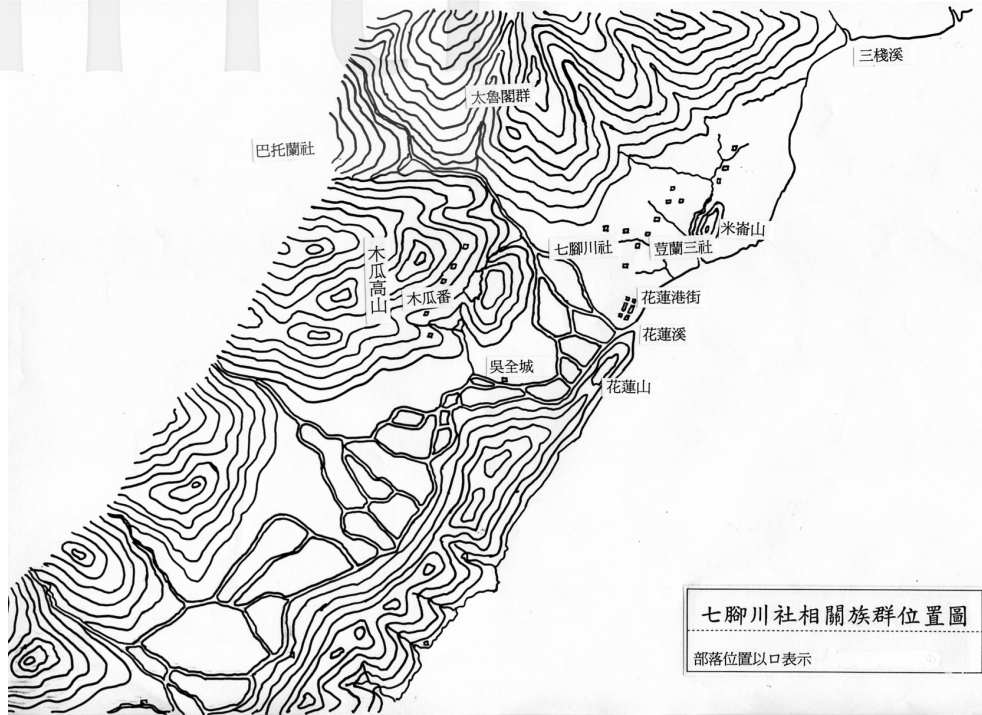 三棧溪
太魯閣群
巴托蘭社
米崙山
七腳川社
荳蘭三社
木瓜高山
木瓜番
花蓮港街
花蓮溪
吳全城
花蓮山
七腳川社相關族群位置圖
部落位置以口表示